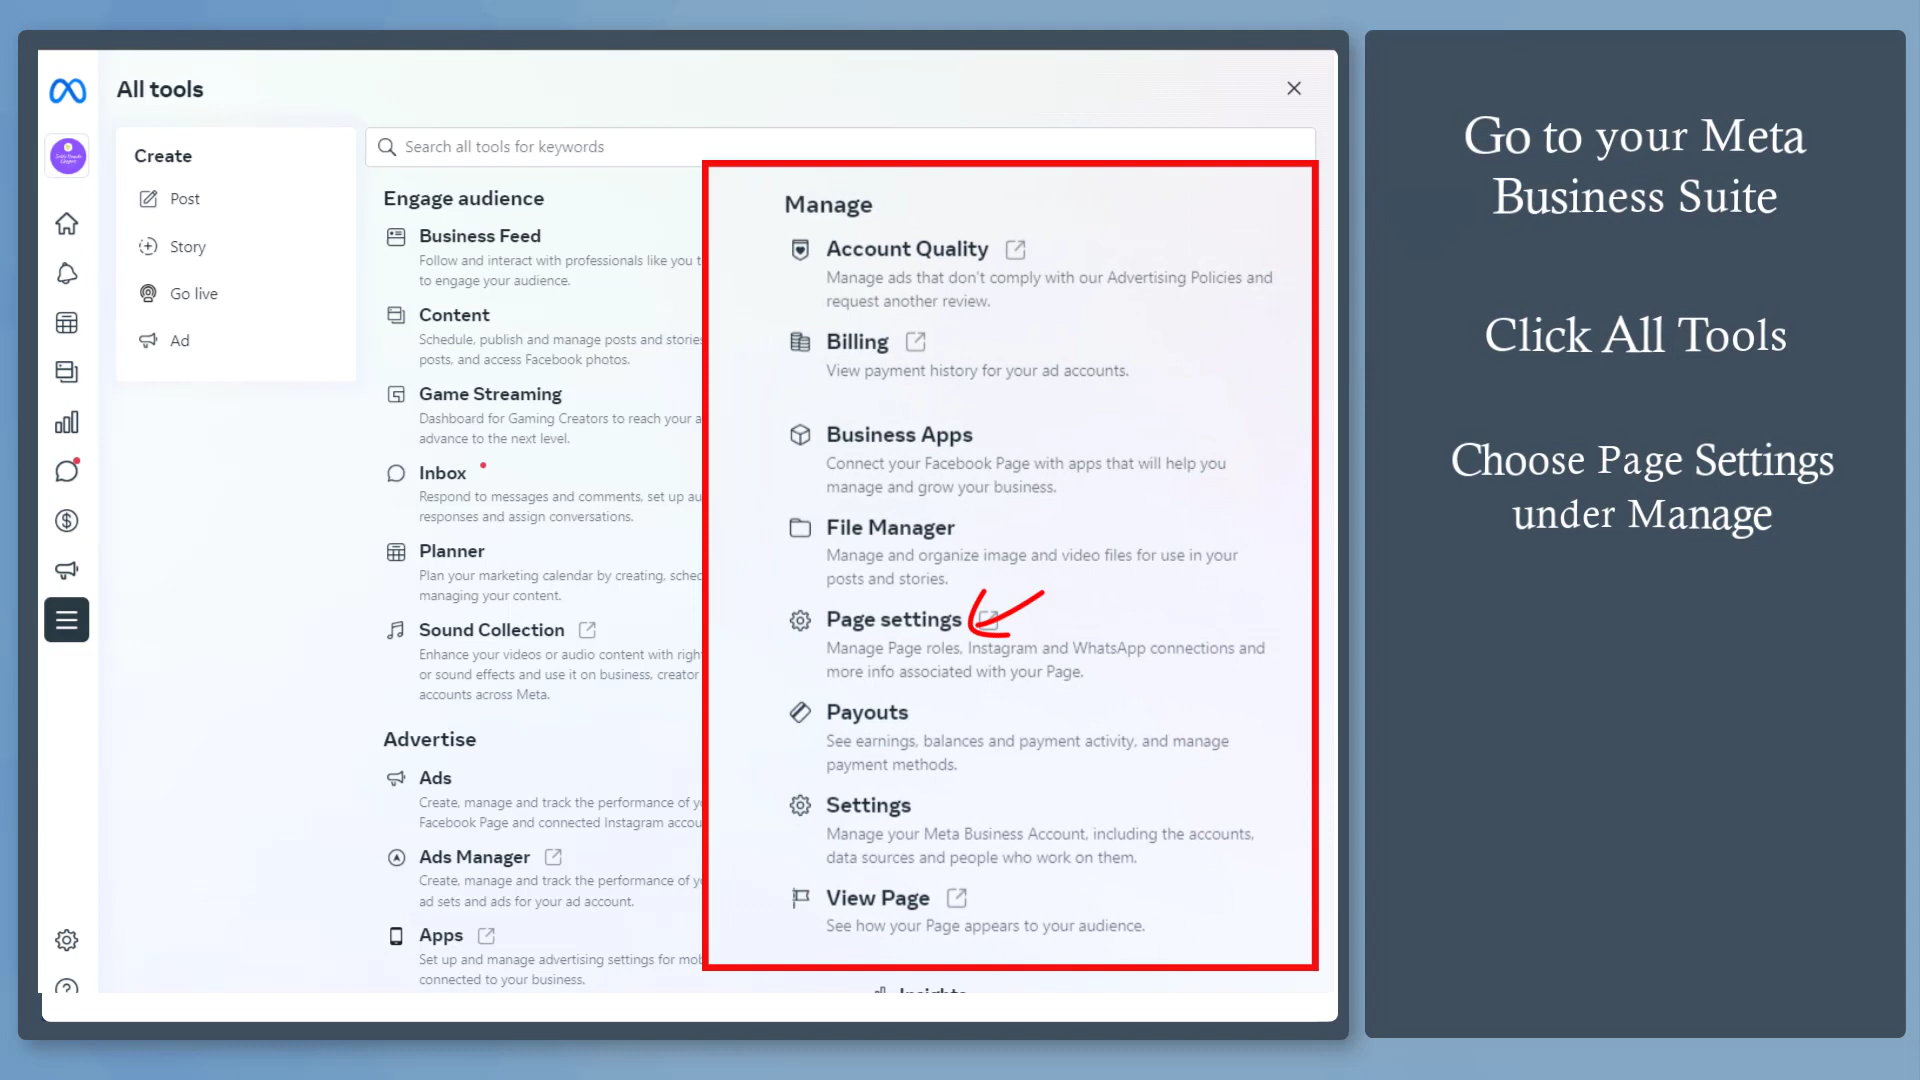 All tools
Create
Post
Story
Go live
Ad
Search all tools for keywords
Engage audience
Business Feed
Follow and interact with professionals like you t
to engage your audience.
Content
Schedule, publish and manage posts and stories
posts, and access Facebook photos.
Game Streaming
Dashboard for Gaming Creators to reach your a
advance to the next level.
Inbox
Respond to messages and comments, set up au
responses and assign conversations.
Planner
Plan your marketing calendar by creating, sched
managing your content.
Sound Collection
Enhance your videos or audio content with right
or sound effects and use it on business, creator
accounts across Meta.
Advertise
Ads
Create, manage and track the performance of yo
Facebook Page and connected Instagram accou
Ads Manager
Create, manage and track the performance of yo
ad sets and ads for your ad account.
Apps
Set up and manage advertising settings for mob
connected to your business.
Manage
Account Quality
Manage ads that don't comply with our Advertising Policies and
request another review.
Billing
View payment history for your ad accounts.
Business Apps
Connect your Facebook Page with apps that will help you
manage and grow your business.
File Manager
Manage and organize image and video files for use in your
posts and stories.
Page settings
Manage Page roles, Instagram and WhatsApp connections and
more info associated with your Page.
Payouts
See earnings, balances and payment activity, and manage
payment methods.
Settings
Manage your Meta Business Account, including the accounts,
data sources and people who work on them.
View Page
See how your Page appears to your audience.
Insights
Go to your Meta
Business Suite
Click All Tools
Choose Page Settings
under Manage